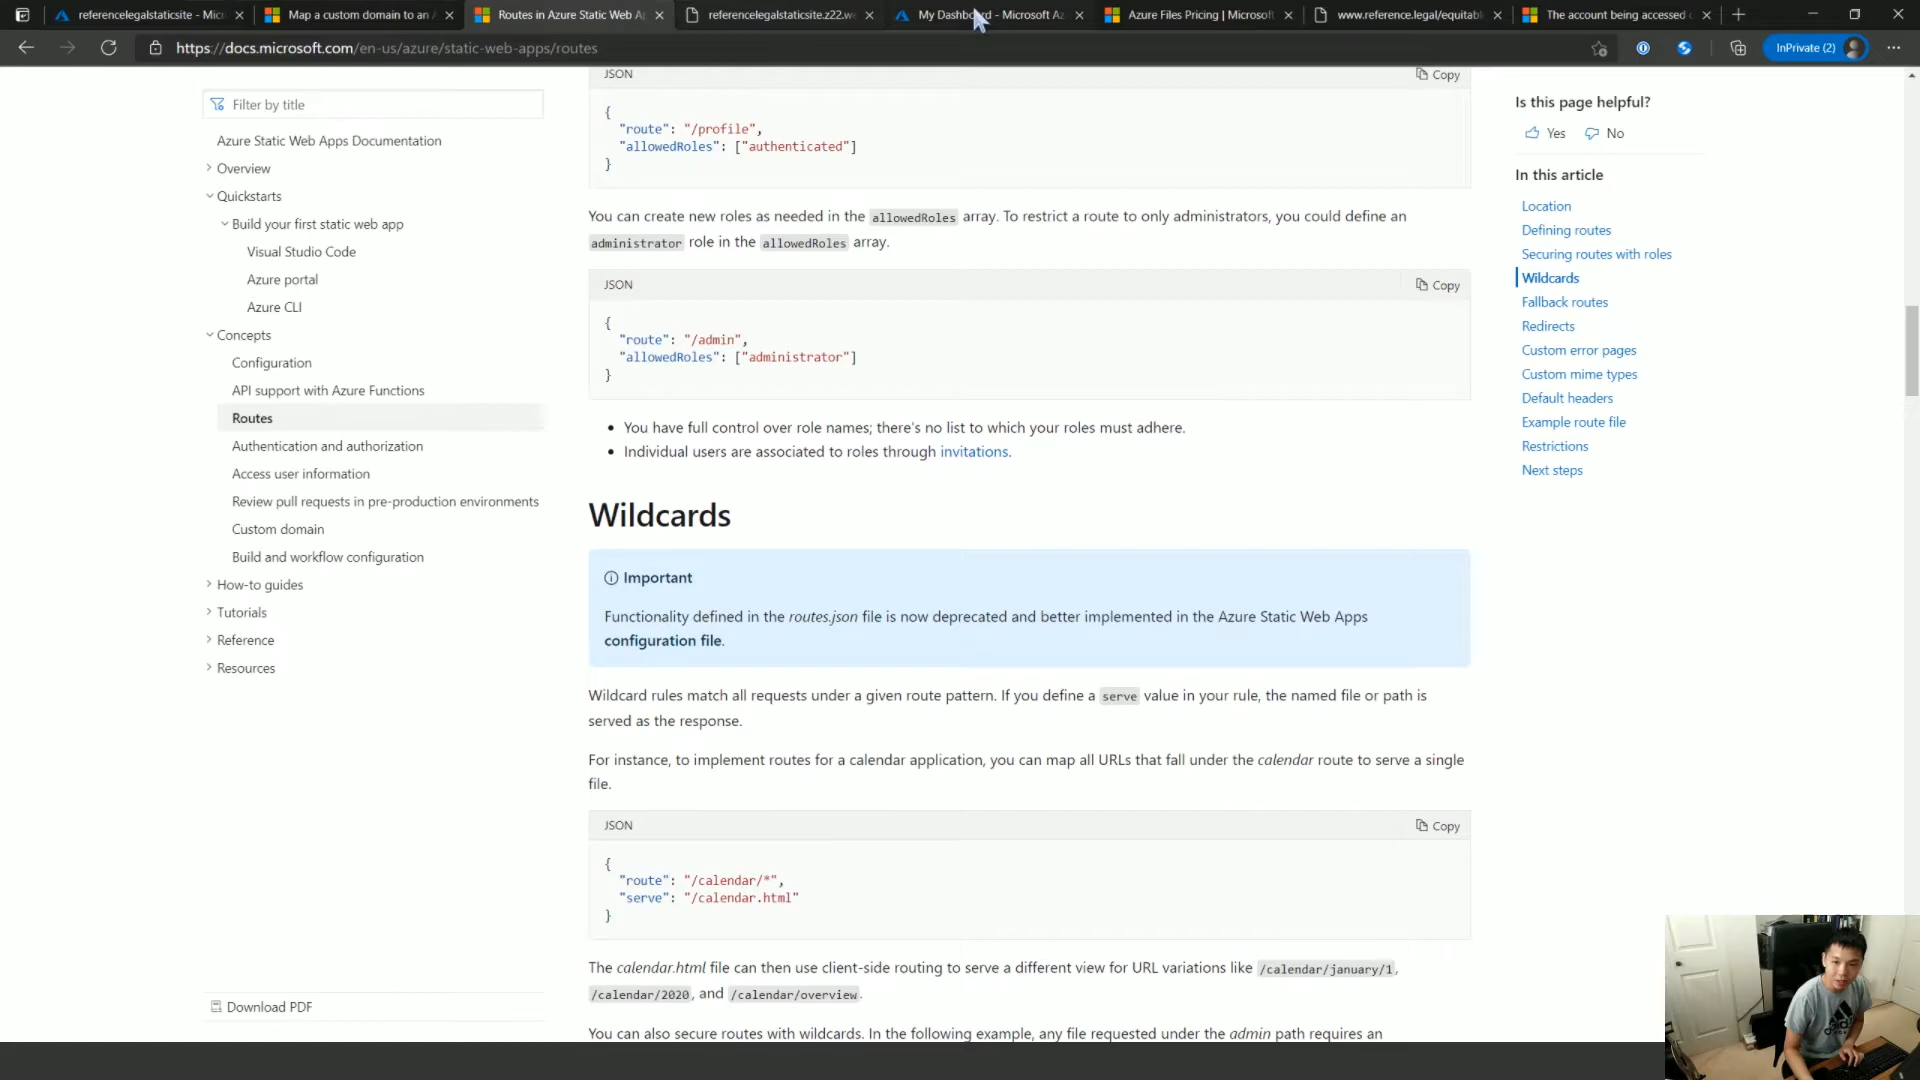 referencelegalstaticsite - Micr
Map a custom domain to an A
Routes in Azure Static Web Ap
referencelegalstaticsite.z22.we
My Dashboard - Microsoft Az
Azure Files Pricing | Microsoft
www.reference.legal/equitabl
The account being accessed
https://docs.microsoft.com/en-us/azure/static-web-apps/routes
InPrivate (2)
Filter by title
Azure Static Web Apps Documentation
Overview
Quickstarts
Build your first static web app
Visual Studio Code
Azure portal
Azure CLI
Concepts
Configuration
API support with Azure Functions
Routes
Authentication and authorization
Access user information
Review pull requests in pre-production environments
Custom domain
Build and workflow configuration
How-to guides
Tutorials
Reference
Resources
Download PDF
JSON
Copy
{
"route": "/profile",
"allowedRoles": ["authenticated"]
}
You can create new roles as needed in the allowedRoles array. To restrict a route to only administrators, you could define an
administrator role in the allowedRoles array.
JSON
Copy
{
"route": "/admin",
"allowedRoles": ["administrator"]
}
• You have full control over role names; there's no list to which your roles must adhere.
• Individual users are associated to roles through invitations.
Wildcards
Important
Functionality defined in the routes.json file is now deprecated and better implemented in the Azure Static Web Apps
configuration file.
Wildcard rules match all requests under a given route pattern. If you define a serve value in your rule, the named file or path is
served as the response.
For instance, to implement routes for a calendar application, you can map all URLs that fall under the calendar route to serve a single
file.
JSON
Copy
{
"route": "/calendar/*",
"serve": "/calendar.html"
}
The calendar.html file can then use client-side routing to serve a different view for URL variations like /calendar/january/1,
/calendar/2020, and /calendar/overview.
You can also secure routes with wildcards. In the following example, any file requested under the admin path requires an
Is this page helpful?
Yes
No
In this article
Location
Defining routes
Securing routes with roles
Wildcards
Fallback routes
Redirects
Custom error pages
Custom mime types
Default headers
Example route file
Restrictions
Next steps
adidas